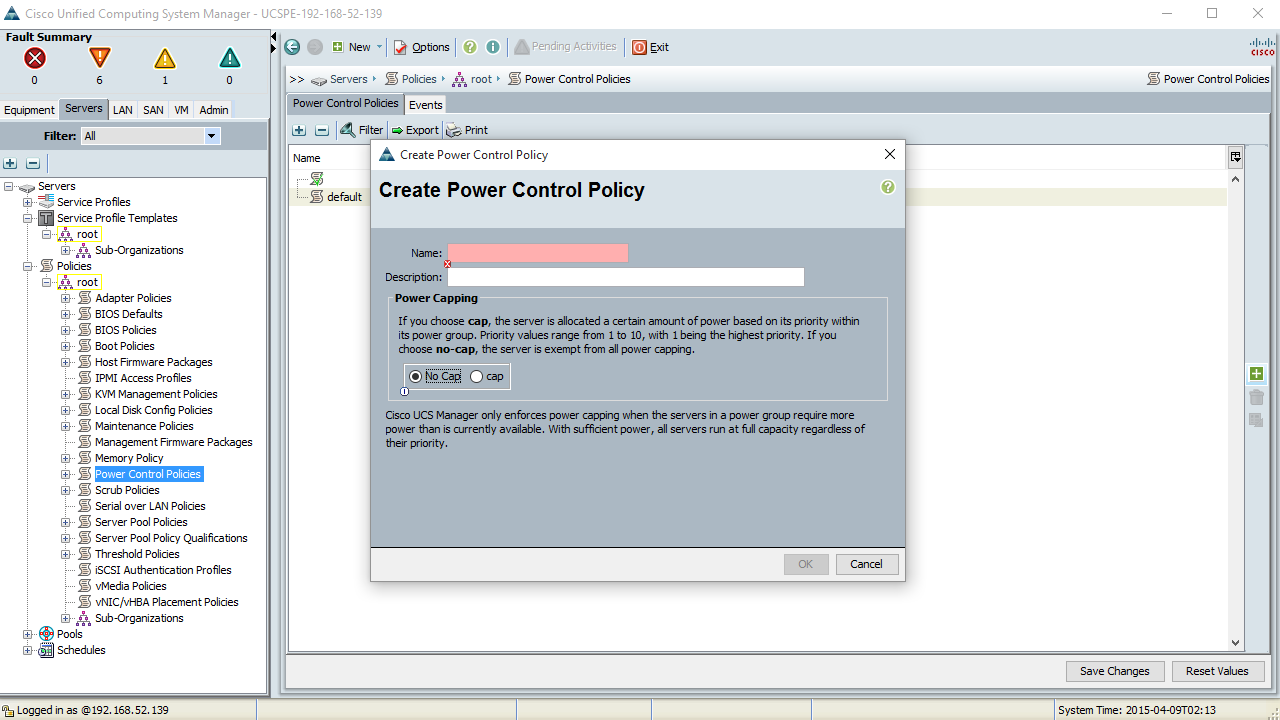 Cisco Unified Computing System Manager - UCSPE-192-168-52-139
Fault Summary
0 6 1 0
Equipment Servers LAN SAN VM Admin
Filter: All
Servers
Service Profiles
Service Profile Templates
root
Sub-Organizations
Policies
root
Adapter Policies
BIOS Defaults
BIOS Policies
Boot Policies
Host Firmware Packages
IPMI Access Profiles
KVM Management Policies
Local Disk Config Policies
Maintenance Policies
Management Firmware Packages
Memory Policy
Power Control Policies
Scrub Policies
Serial over LAN Policies
Server Pool Policies
Server Pool Policy Qualifications
Threshold Policies
iSCSI Authentication Profiles
vMedia Policies
vNIC/vHBA Placement Policies
Sub-Organizations
Pools
Schedules
New Options Pending Activities Exit
CISCO
>> Servers Policies root Power Control Policies Power Control Policies
Power Control Policies Events
Filter Export Print
Name
default
Create Power Control Policy
Create Power Control Policy
Name:
Description:
Power Capping
If you choose cap, the server is allocated a certain amount of power based on its priority within
its power group. Priority values range from 1 to 10, with 1 being the highest priority. If you
choose no-cap, the server is exempt from all power capping.
No Cap cap
Cisco UCS Manager only enforces power capping when the servers in a power group require more
power than is currently available. With sufficient power, all servers run at full capacity regardless of
their priority.
OK Cancel
Save Changes Reset Values
Logged in as @192.168.52.139 System Time: 2015-04-09T02:13